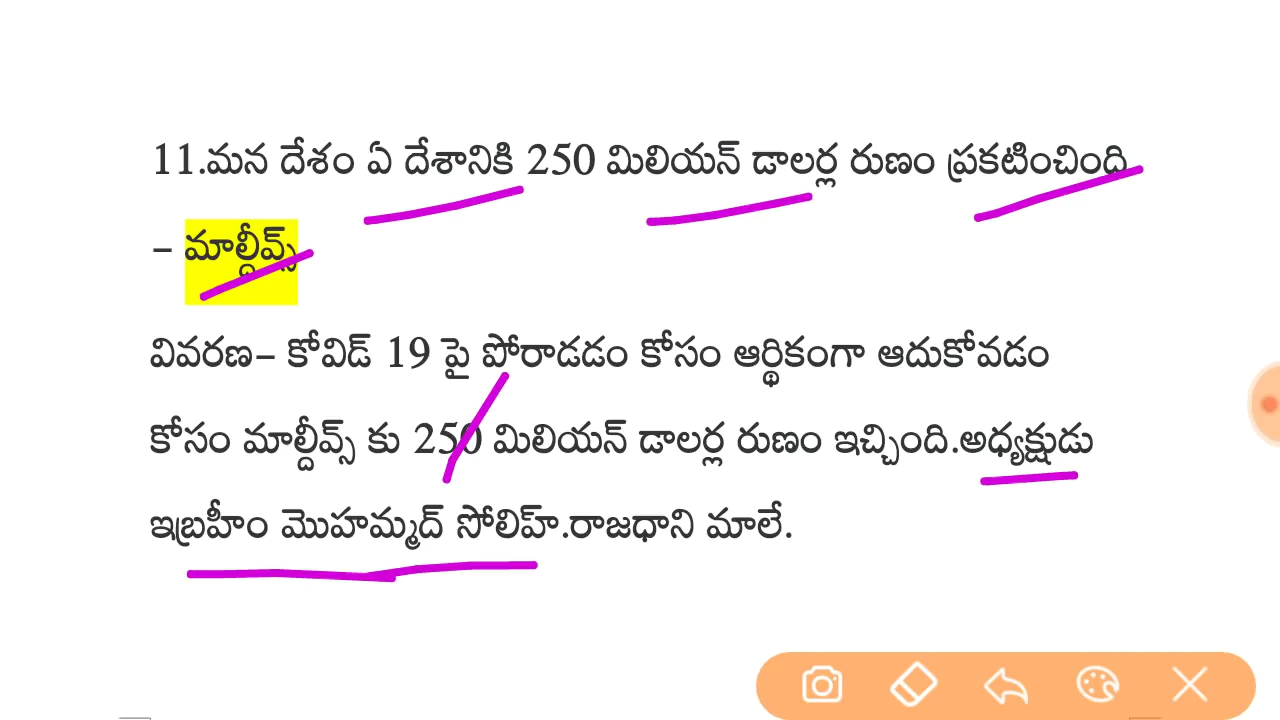 11.మన దేశం ఏ దేశానికి 250 మిలియన్ డాలర్ల రుణం ప్రకటించింది
– మాల్దీవ్స్
వివరణ– కోవిడ్ 19 పై పోరాడడం కోసం ఆర్థికంగా ఆదుకోవడం
కోసం మాల్దీవ్స్ కు 250 మిలియన్ డాలర్ల రుణం ఇచ్చింది.అధ్యక్షుడు
ఇబ్రహీం మొహమ్మద్ సోలిహ్.రాజధాని మాలే.